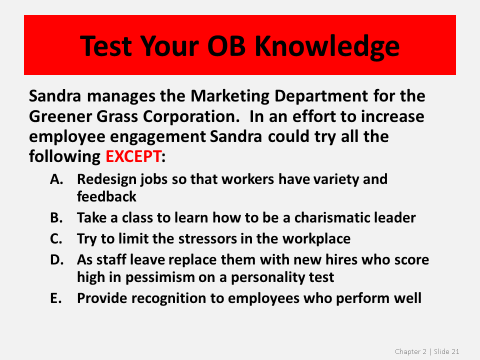 Test Your OB Knowledge
Sandra manages the Marketing Department for the
Greener Grass Corporation. In an effort to increase
employee engagement Sandra could try all the
following EXCEPT:
A. Redesign jobs so that workers have variety and
feedback
B. Take a class to learn how to be a charismatic leader
C. Try to limit the stressors in the workplace
D. As staff leave replace them with new hires who score
high in pessimism on a personality test
E. Provide recognition to employees who perform well
Chapter 2 | Slide 21